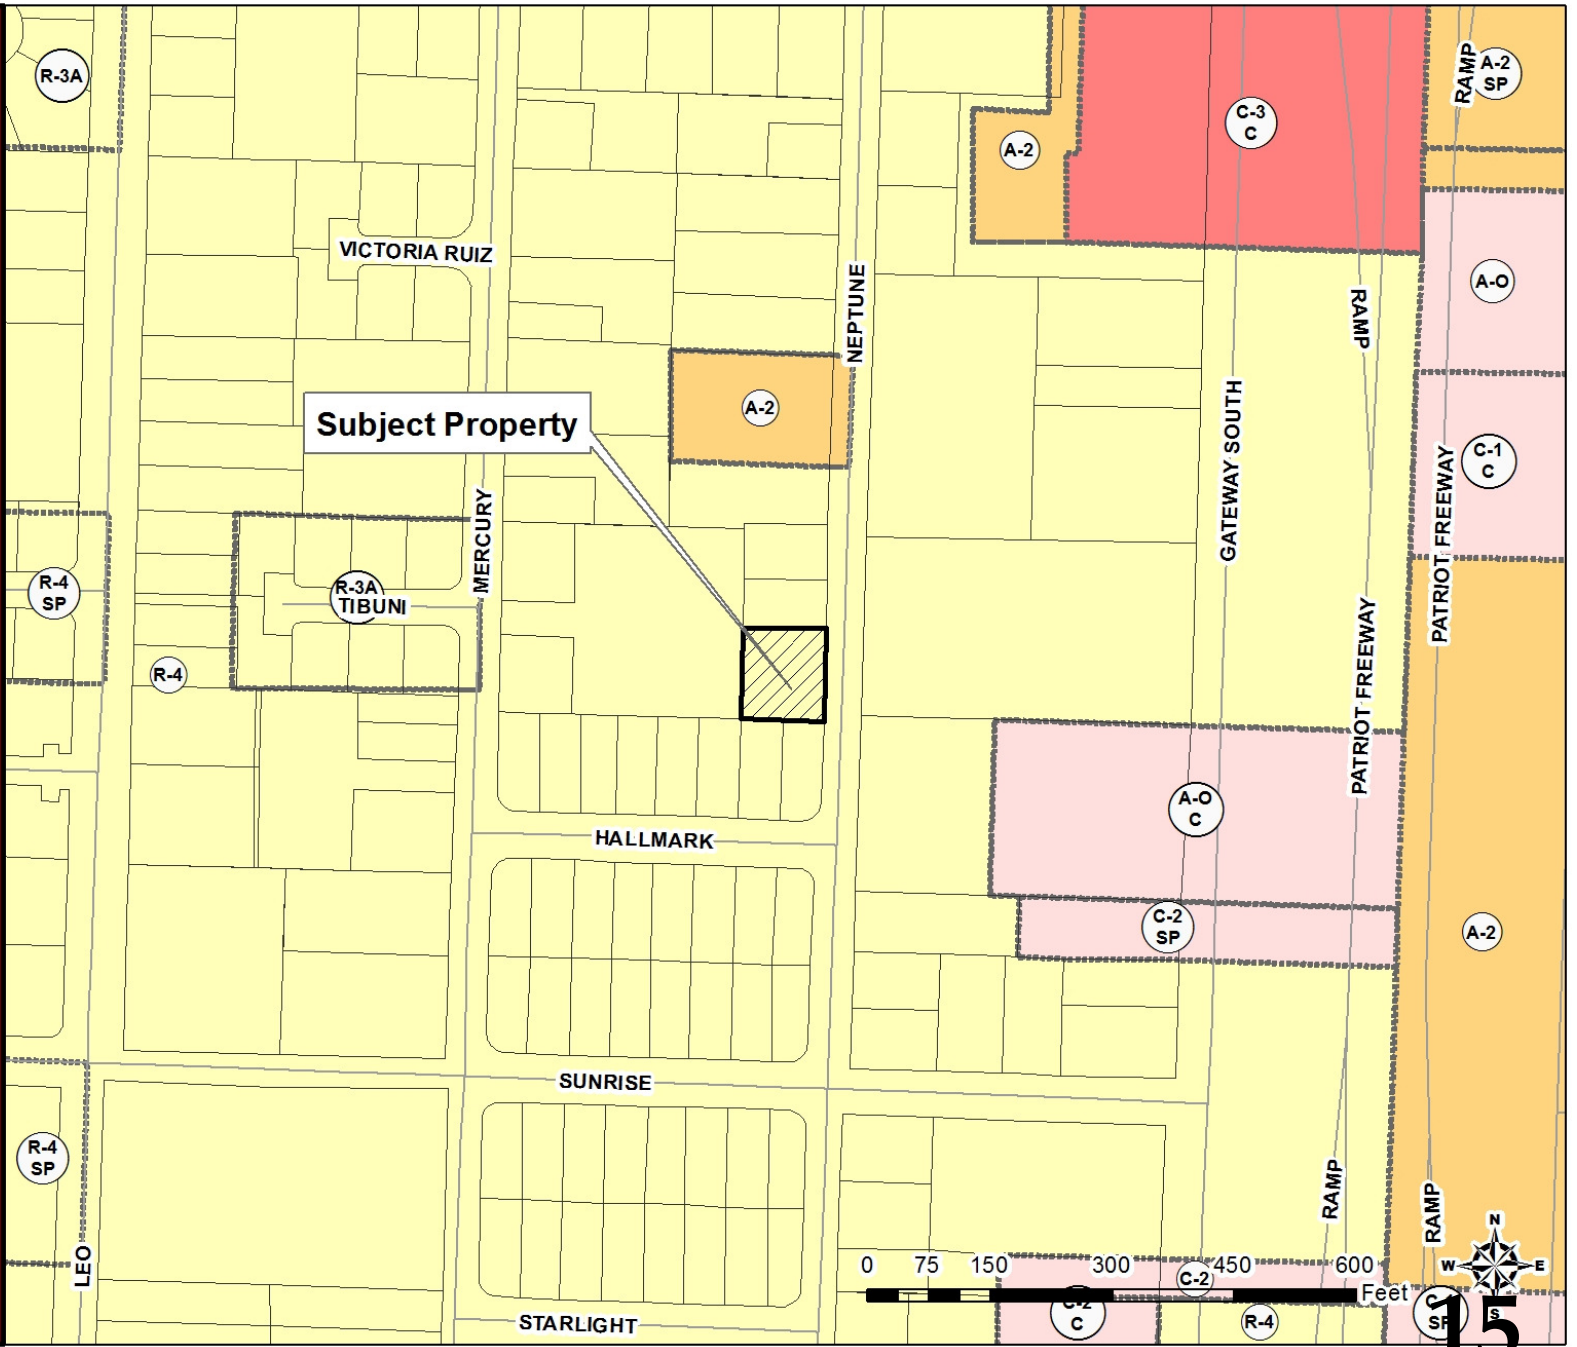 R-3A
A-2
SP
RAMP
C-3
C
A-2
VICTORIA RUIZ
A-O
NEPTUNE
RAMP
A-2
Subject Property
GATEWAY SOUTH
C-1
C
PATRIOT FREEWAY
MERCURY
R-4
SP
R-3A
TIBUNI
R-4
PATRIOT FREEWAY
A-O
C
HALLMARK
C-2
SP
A-2
SUNRISE
R-4
SP
RAMP
RAMP
LEO
N
W
E
S
0 75 150 300 450 600
Feet
C-2
C-2
C
R-4
SP
15
STARLIGHT